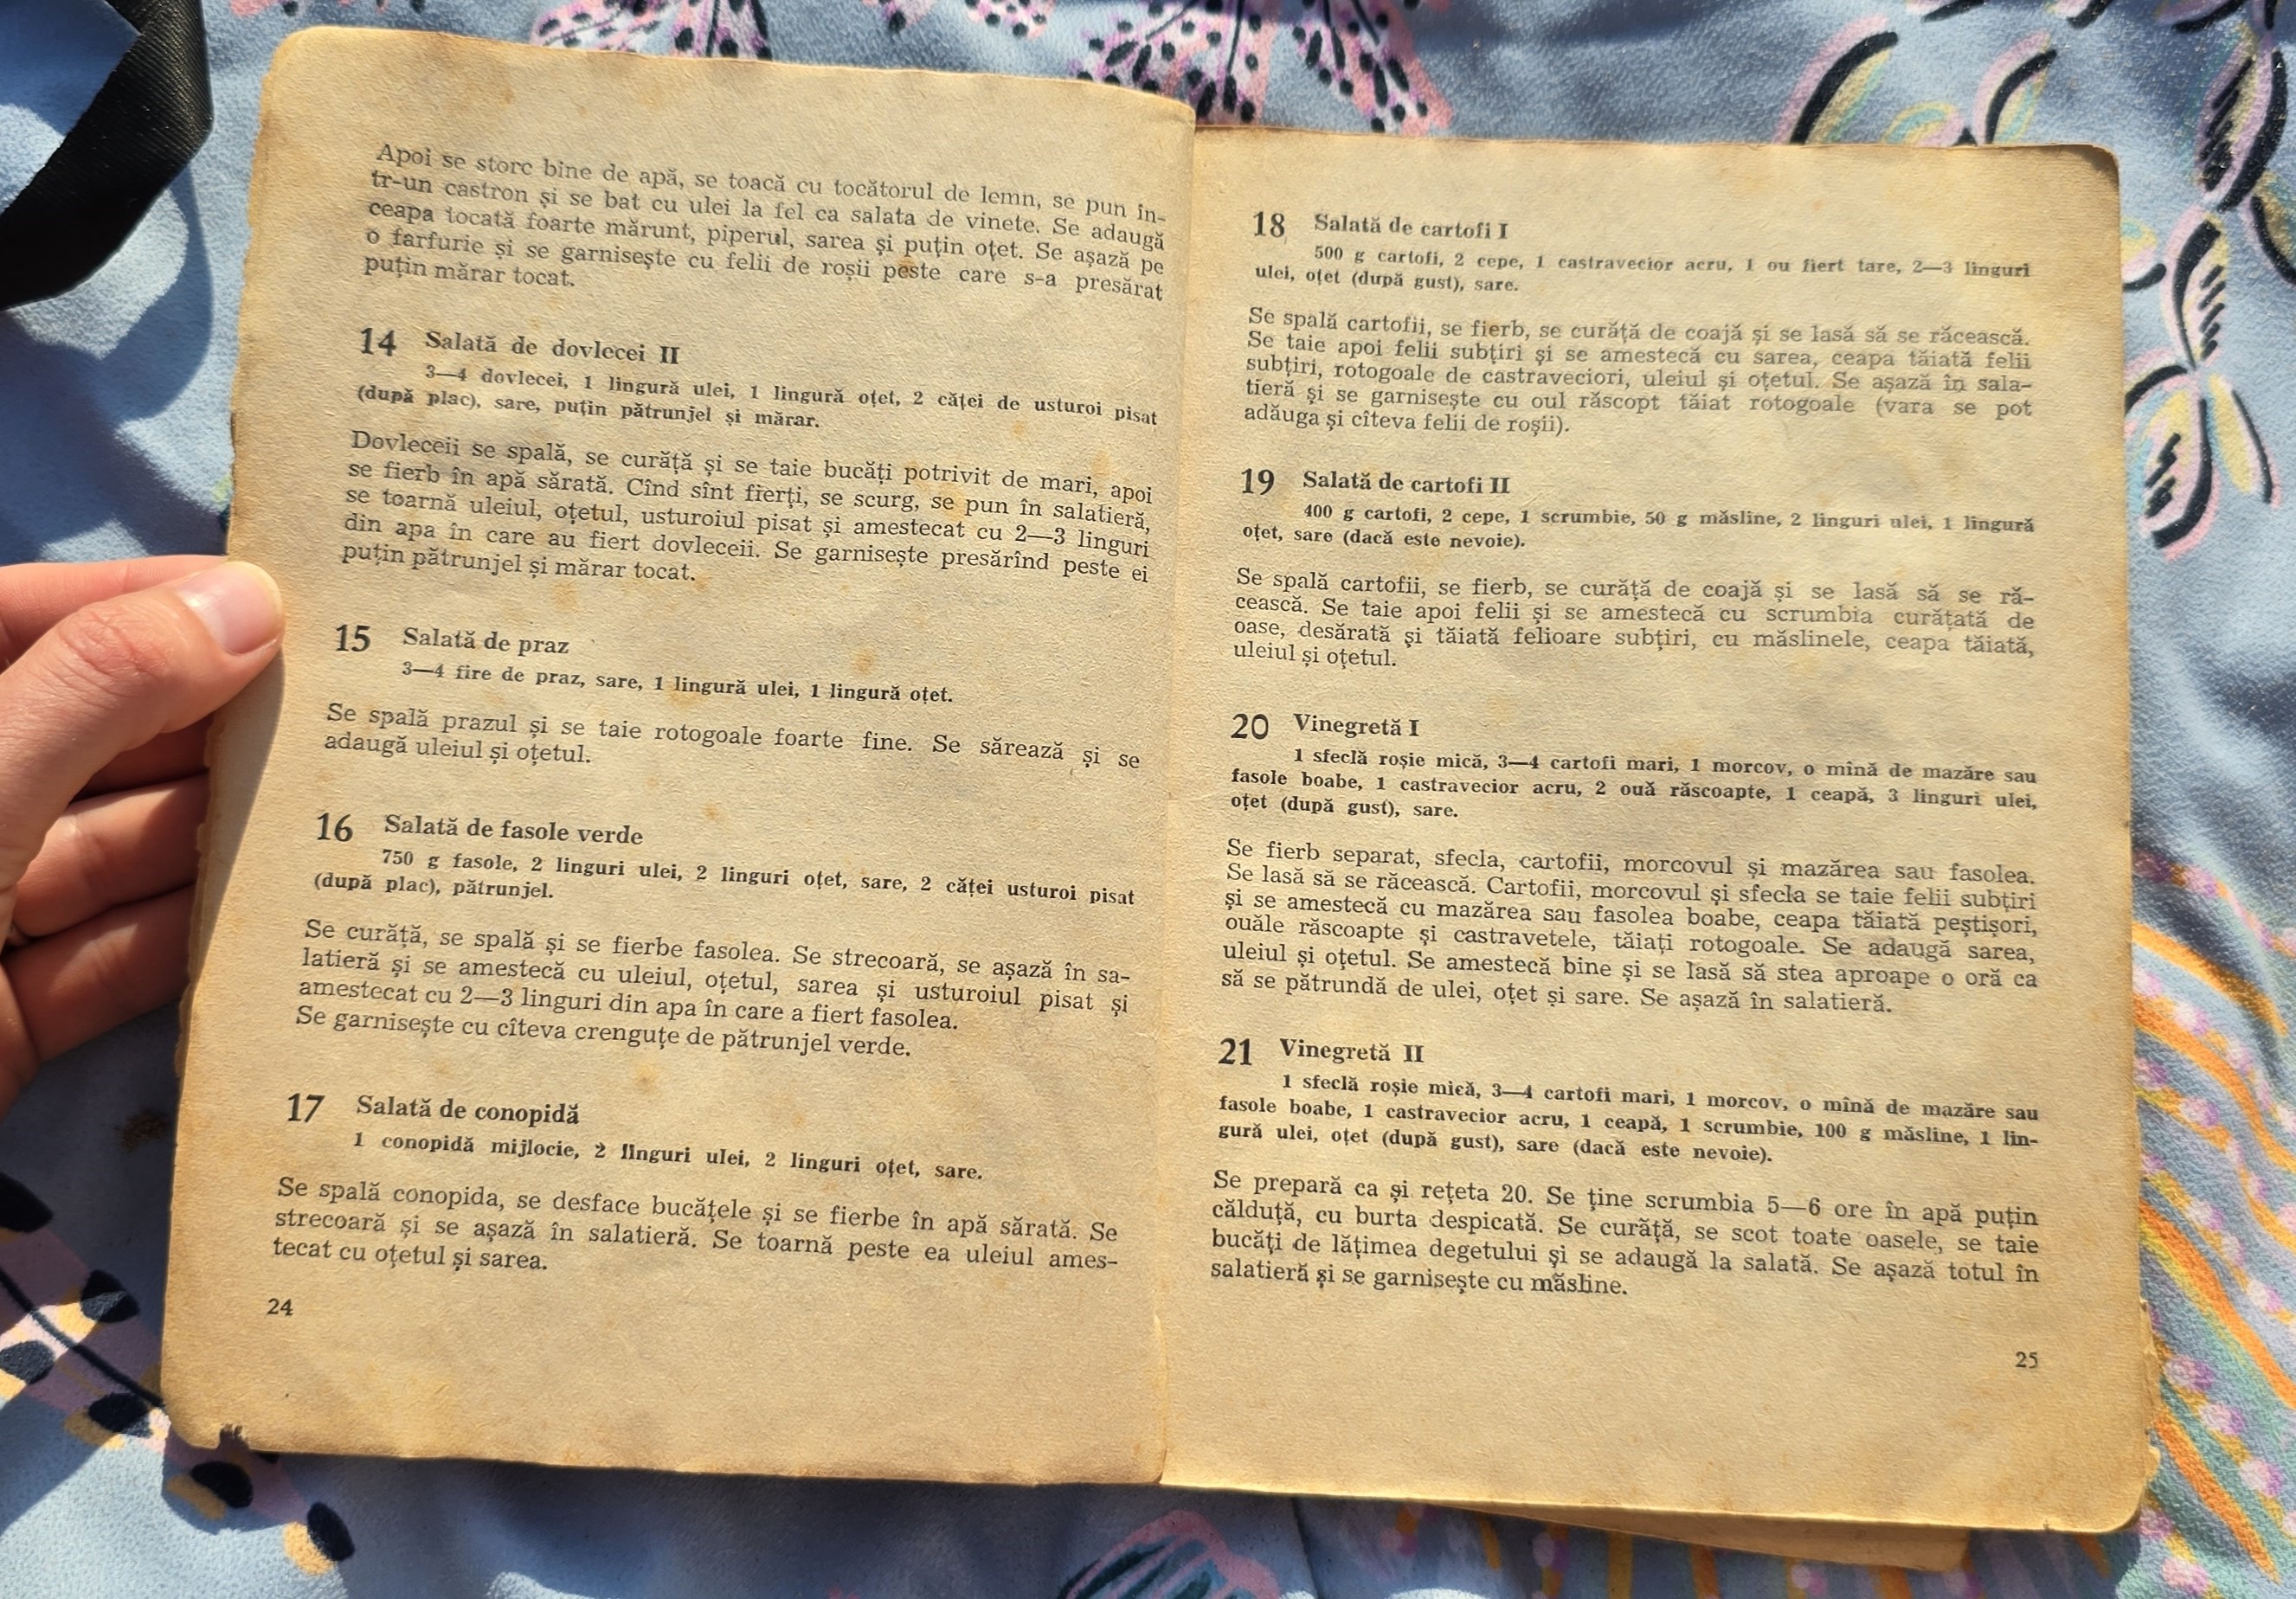 Apoi se storc bine de apă, se toacă cu tocătorul de lemn, se pun în-
tr-un castron și se bat cu ulei la fel ca salata de vinete. Se adaugă
ceapa tocată foarte mărunt, piperul, sarea și puțin oțet. Se așază pe
o farfurie și se garnisește cu felii de roșii peste care s-a presărat
puțin mărar tocat.
14 Salată de dovlecei II
3—4 dovlecei, 1 lingură ulei, 1 lingură oțet, 2 căței de usturoi pisat
(după plac), sare, puțin pătrunjel și mărar.
Dovleceii se spală, se curăță și se taie bucăți potrivit de mari, apoi
se fierb în apă sărată. Cînd sînt fierți, se scurg, se pun în salatieră,
se toarnă uleiul, oțetul, usturoiul pisat și amestecat cu 2—3 linguri
din apa în care au fiert dovleceii. Se garnisește presărînd peste ei
puțin pătrunjel și mărar tocat.
15 Salată de praz
3—4 fire de praz, sare, 1 lingură ulei, 1 lingură oțet.
Se spală prazul și se taie rotogoale foarte fine. Se sărează și se
adaugă uleiul și oțetul.
16 Salată de fasole verde
750 g fasole, 2 linguri ulei, 2 linguri oțet, sare, 2 căței usturoi pisat
(după plac), pătrunjel.
Se curăță, se spală și se fierbe fasolea. Se strecoară, se așază în sa-
latieră și se amestecă cu uleiul, oțetul, sarea și usturoiul pisat și
amestecat cu 2—3 linguri din apa în care a fiert fasolea.
Se garnisește cu cîteva crenguțe de pătrunjel verde.
17 Salată de conopidă
1 conopidă mijlocie, 2 linguri ulei, 2 linguri oțet, sare.
Se spală conopida, se desface bucățele și se fierbe în apă sărată. Se
strecoară și se așază în salatieră. Se toarnă peste ea uleiul ames-
tecat cu oțetul și sarea.
24
18 Salată de cartofi I
500 g cartofi, 2 cepe, 1 castravecior acru, 1 ou fiert tare, 2—3 linguri
ulei, oțet (după gust), sare.
Se spală cartofii, se fierb, se curăță de coajă și se lasă să se răcească.
Se taie apoi felii subțiri și se amestecă cu sarea, ceapa tăiată felii
subțiri, rotogoale de castraveciori, uleiul și oțetul. Se așază în sala-
tieră și se garnisește cu oul răscopt tăiat rotogoale (vara se pot
adăuga și cîteva felii de roșii).
19 Salată de cartofi II
400 g cartofi, 2 cepe, 1 scrumbie, 50 g măsline, 2 linguri ulei, 1 lingură
oțet, sare (dacă este nevoie).
Se spală cartofii, se fierb, se curăță de coajă și se lasă să se ră-
cească. Se taie apoi felii și se amestecă cu scrumbia curățată de
oase, desărată și tăiată felioare subțiri, cu măslinele, ceapa tăiată,
uleiul și oțetul.
20 Vinegretă I
1 sfeclă roșie mică, 3—4 cartofi mari, 1 morcov, o mînă de mazăre sau
fasole boabe, 1 castravecior acru, 2 ouă răscoapte, 1 ceapă, 3 linguri ulei,
oțet (după gust), sare.
Se fierb separat, sfecla, cartofii, morcovul și mazărea sau fasolea.
Se lasă să se răcească. Cartofii, morcovul și sfecla se taie felii subțiri
și se amestecă cu mazărea sau fasolea boabe, ceapa tăiată peștișori,
ouăle răscoapte și castravetele, tăiați rotogoale. Se adaugă sarea,
uleiul și oțetul. Se amestecă bine și se lasă să stea aproape o oră ca
să se pătrundă de ulei, oțet și sare. Se așază în salatieră.
21 Vinegretă II
1 sfeclă roșie mică, 3—4 cartofi mari, 1 morcov, o mînă de mazăre sau
fasole boabe, 1 castravecior acru, 1 ceapă, 1 scrumbie, 100 g măsline, 1 lin-
gură ulei, oțet (după gust), sare (dacă este nevoie).
Se prepară ca și rețeta 20. Se ține scrumbia 5—6 ore în apă puțin
călduță, cu burta despicată. Se curăță, se scot toate oasele, se taie
bucăți de lățimea degetului și se adaugă la salată. Se așază totul în
salatieră și se garnisește cu măsline.
25